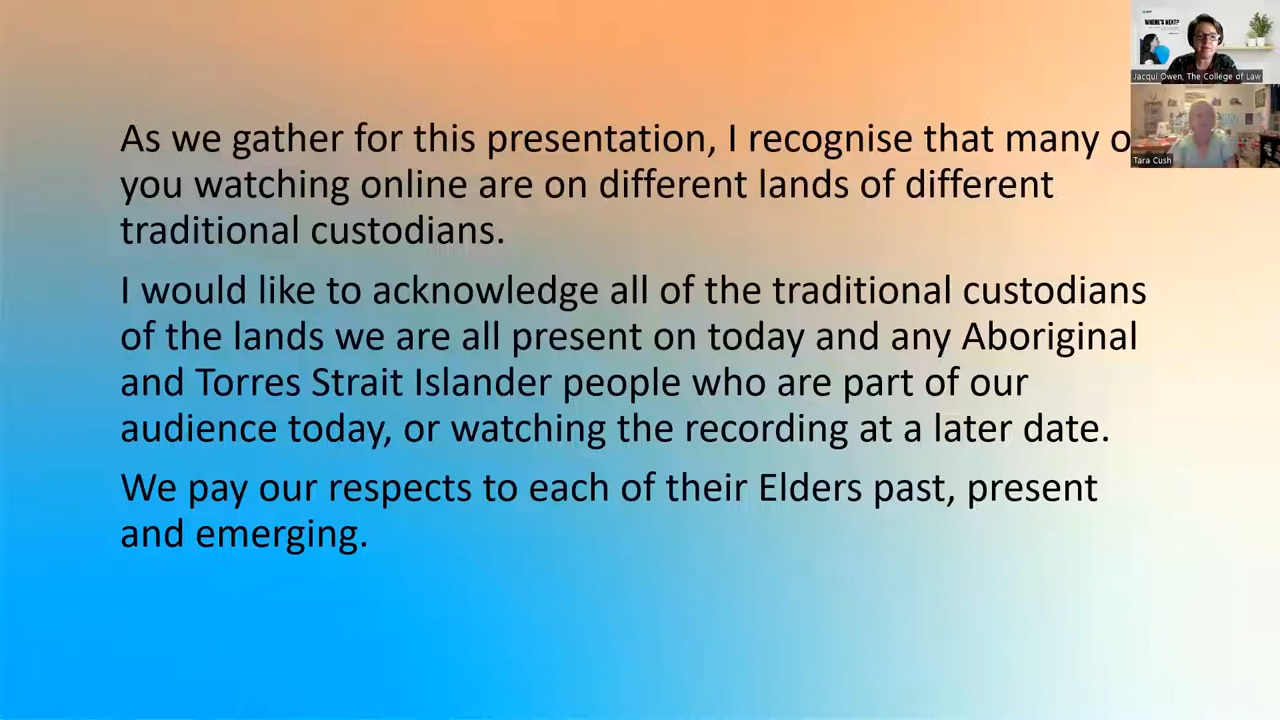 As we gather for this presentation, I recognise that many o
you watching online are on different lands of different
traditional custodians.
I would like to acknowledge all of the traditional custodians
of the lands we are all present on today and any Aboriginal
and Torres Strait Islander people who are part of our
audience today, or watching the recording at a later date.
We pay our respects to each of their Elders past, present
and emerging.
WHERE'S NEXT?
Jacqui Owen, The College of Law
Tara Cush